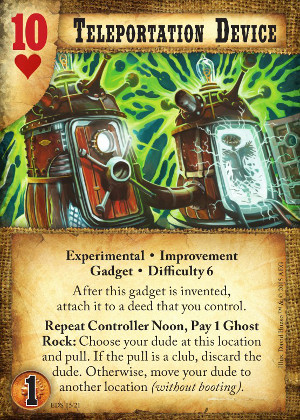 10
Teleportation Device
Experimental • Improvement
Gadget • Difficulty 6
After this gadget is invented,
attach it to a deed that you control.
Repeat Controller Noon, Pay 1 Ghost
Rock: Choose your dude at this location
and pull. If the pull is a club, discard the
dude. Otherwise, move your dude to
another location (without booting).
1